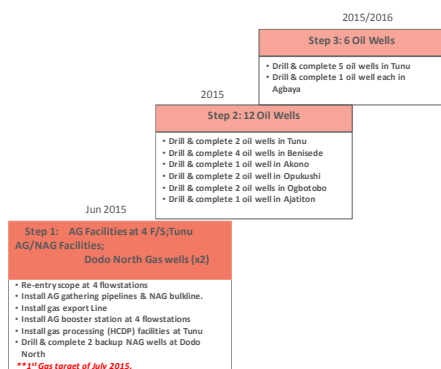 2015/2016
Step 3: 6 Oil Wells
• Drill & complete 5 oil wells in Tunu
• Drill & complete 1 oil well each in
Agbaya
2015
Step 2: 12 Oil Wells
• Drill & complete 2 oil wells in Tunu
• Drill & complete 4 oil wells in Benisede
• Drill & complete 1 oil wells in Akono
• Drill & complete 2 oil wells in Opukushi
• Drill & complete 2 oil wells in Ogbotobo
• Drill & complete 1 oil wells in Ajatiton
Jun 2015
Step 1: AG Facilities at 4 F/S;Tunu
AG/NAG Facilities;
Dodo North Gas wells (x2)
• Re-entry scope at 4 flowstations
• Install AG gathering pipelines & NAG bulkline.
• Install gas export Line
• Install AG booster station at 4 flowstations
• Install gas processing (HCDP) facilities at Tunu
• Drill & complete 2 backup NAG wells at Dodo
North
**1st Gas target of July 2015.